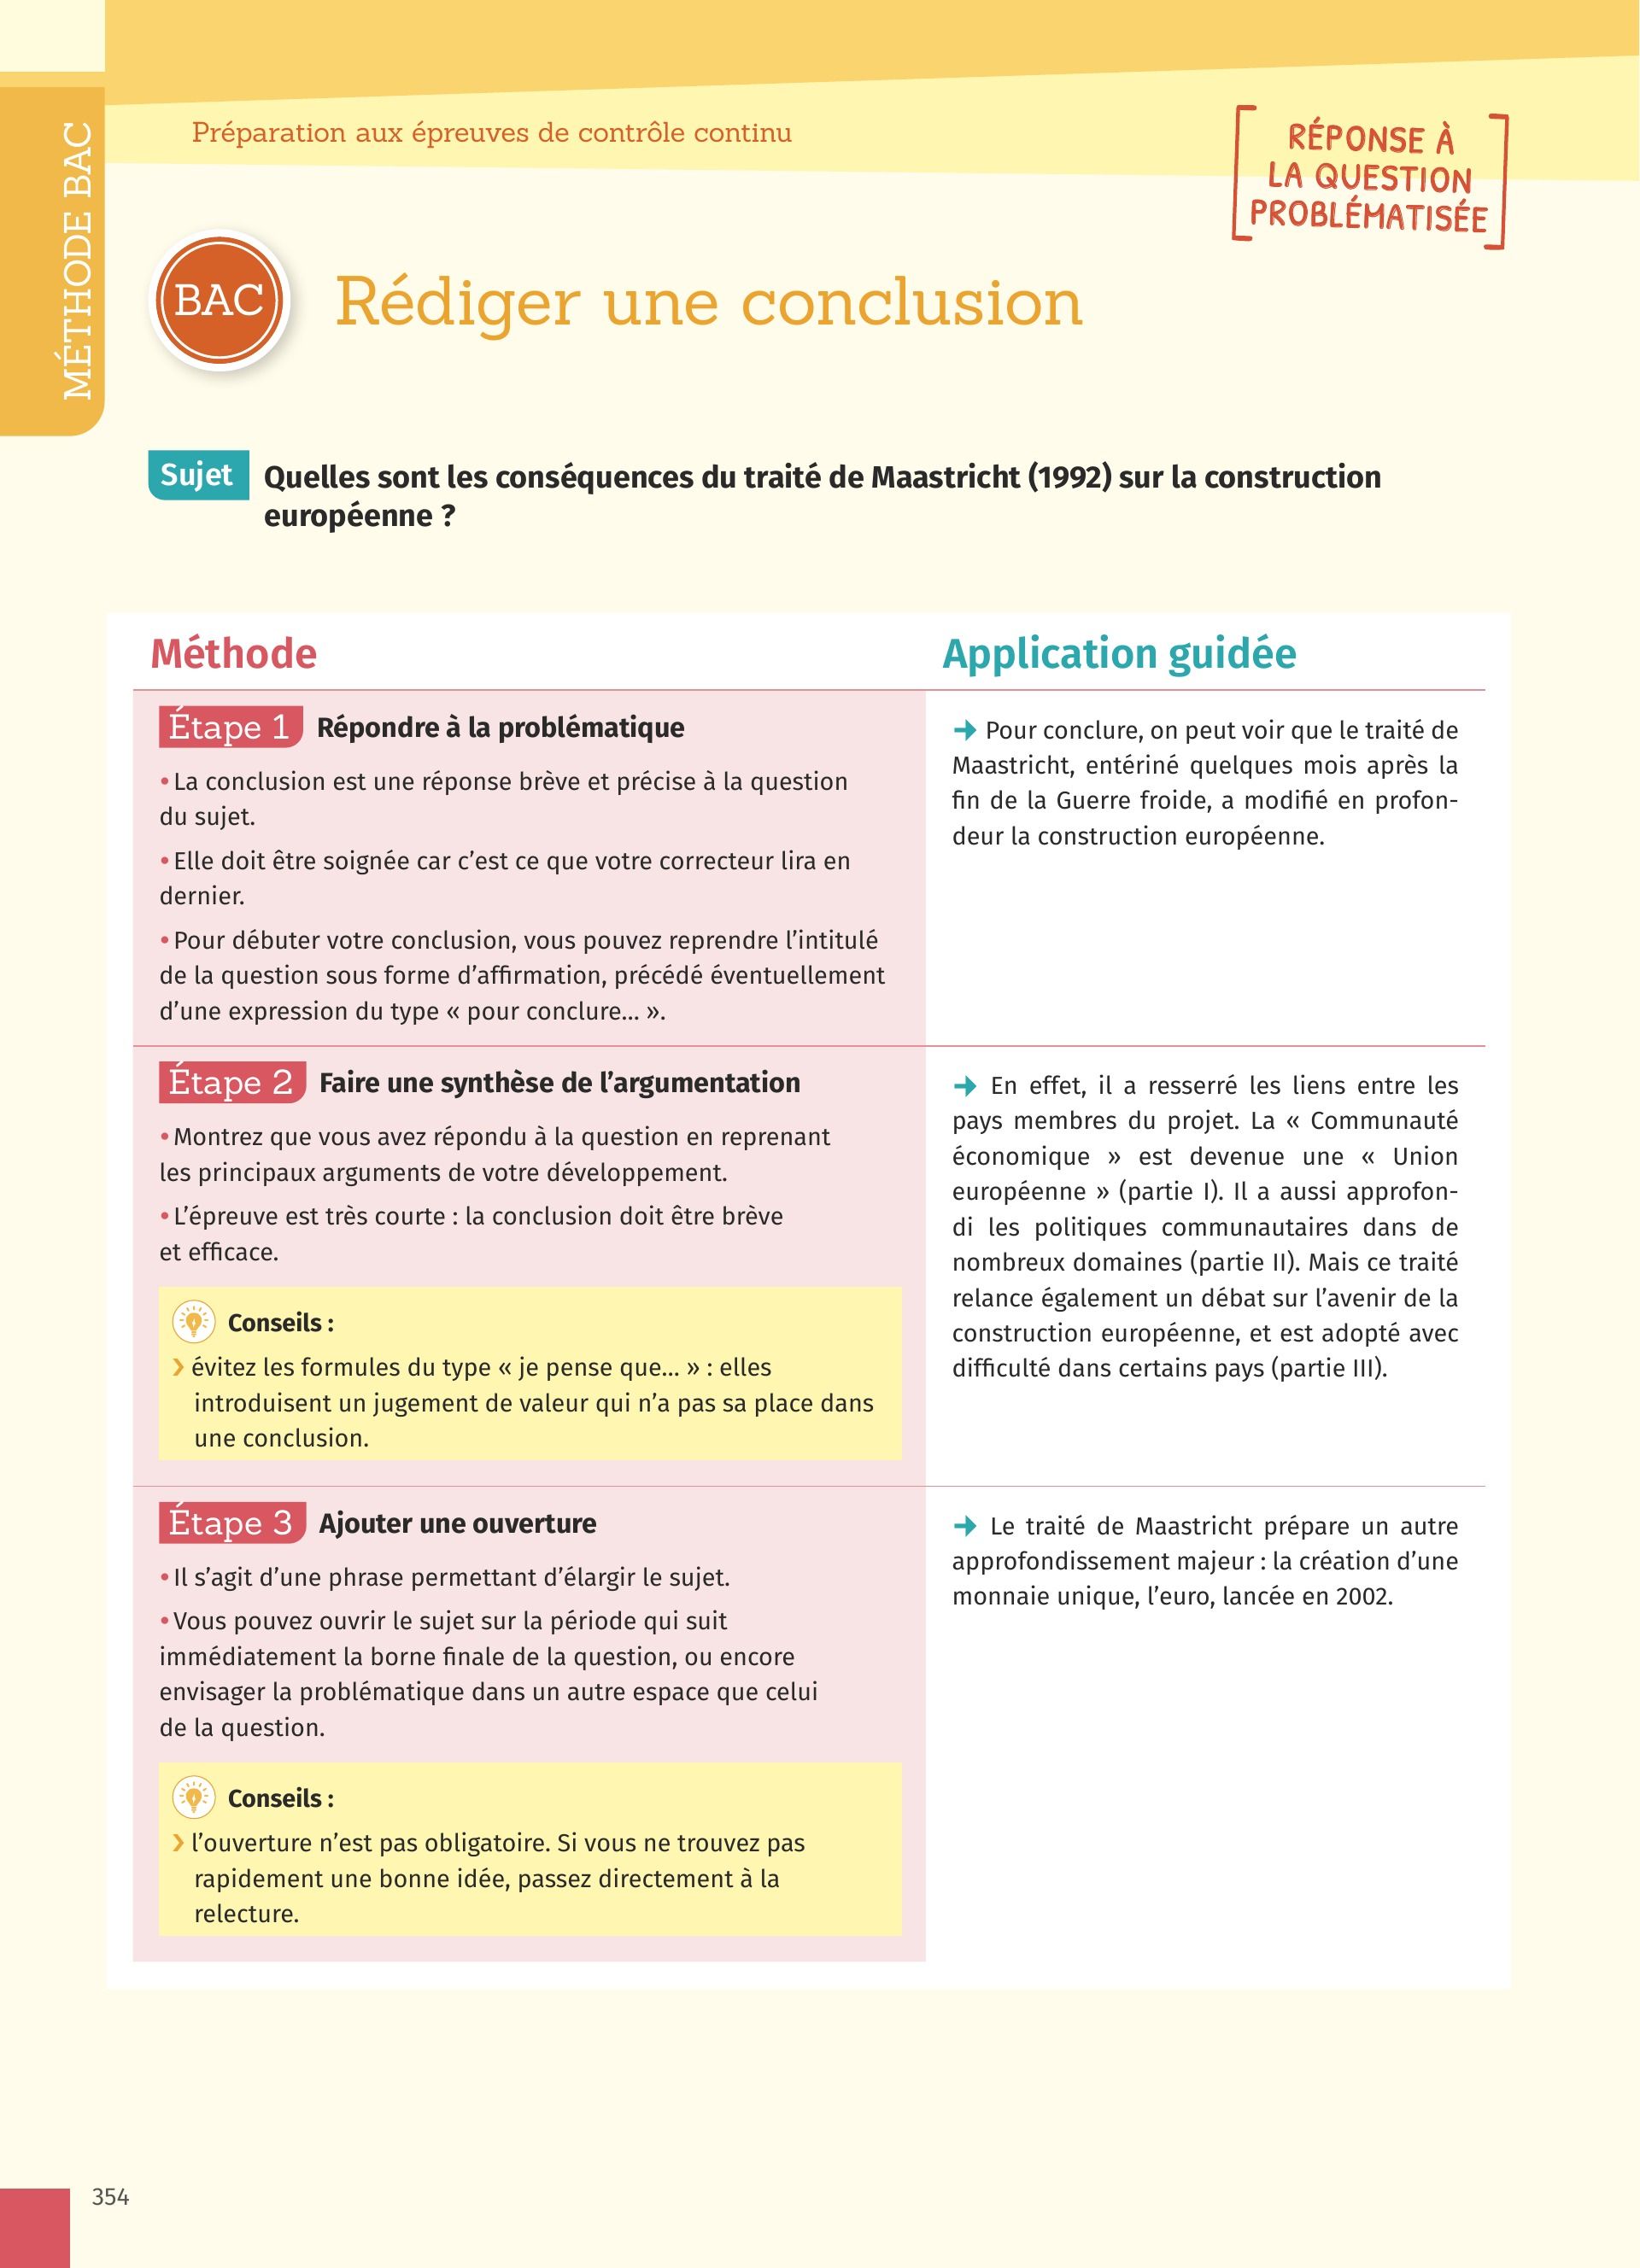 MÉTHODE BAC
Préparation aux épreuves de contrôle continu
RÉPONSE À
LA QUESTION
PROBLÉMATISÉE
BAC
Rédiger une conclusion
Sujet
Quelles sont les conséquences du traité de Maastricht (1992) sur la construction
européenne ?
Méthode
Étape 1 Répondre à la problématique
• La conclusion est une réponse brève et précise à la question
du sujet.
• Elle doit être soignée car c’est ce que votre correcteur lira en
dernier.
• Pour débuter votre conclusion, vous pouvez reprendre l’intitulé
de la question sous forme d’affirmation, précédé éventuellement
d’une expression du type « pour conclure... ».
Application guidée
➔ Pour conclure, on peut voir que le traité de
Maastricht, entériné quelques mois après la
fin de la Guerre froide, a modifié en profon-
deur la construction européenne.
Étape 2 Faire une synthèse de l’argumentation
• Montrez que vous avez répondu à la question en reprenant
les principaux arguments de votre développement.
• L’épreuve est très courte : la conclusion doit être brève
et efficace.
Conseils :
› évitez les formules du type « je pense que... » : elles
introduisent un jugement de valeur qui n’a pas sa place dans
une conclusion.
➔ En effet, il a resserré les liens entre les
pays membres du projet. La « Communauté
économique » est devenue une « Union
européenne » (partie I). Il a aussi approfon-
di les politiques communautaires dans de
nombreux domaines (partie II). Mais ce traité
relance également un débat sur l’avenir de la
construction européenne, et est adopté avec
difficulté dans certains pays (partie III).
Étape 3 Ajouter une ouverture
• Il s’agit d’une phrase permettant d’élargir le sujet.
• Vous pouvez ouvrir le sujet sur la période qui suit
immédiatement la borne finale de la question, ou encore
envisager la problématique dans un autre espace que celui
de la question.
Conseils :
› l’ouverture n’est pas obligatoire. Si vous ne trouvez pas
rapidement une bonne idée, passez directement à la
relecture.
➔ Le traité de Maastricht prépare un autre
approfondissement majeur : la création d’une
monnaie unique, l’euro, lancée en 2002.
354